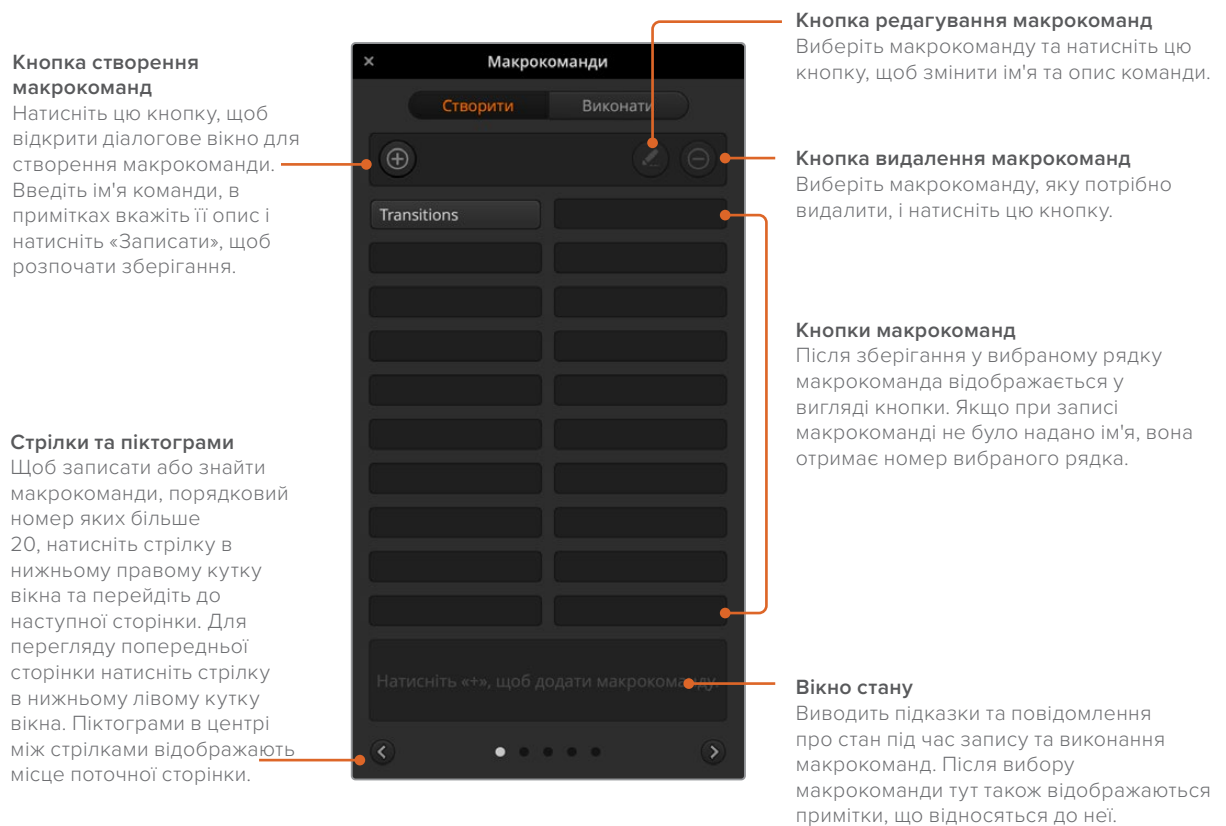 Кнопка створення
макрокоманд
Натисніть цю кнопку, щоб
відкрити діалогове вікно для
створення макрокоманди.
Введіть ім'я команди, в
примітках вкажіть її опис і
натисніть «Записати», щоб
розпочати зберігання.
Стрілки та піктограми
Щоб записати або знайти
макрокоманди, порядковий
номер яких більше
20, натисніть стрілку в
нижньому правому кутку
вікна та перейдіть до
наступної сторінки. Для
перегляду попередньої
сторінки натисніть стрілку
в нижньому лівому кутку
вікна. Піктограми в центрі
між стрілками відображають
місце поточної сторінки.
Макрокоманди
Створити
Виконати
Transitions
Натисніть «+», щоб додати макрокоманду.
Кнопка редагування макрокоманд
Виберіть макрокоманду та натисніть цю
кнопку, щоб змінити ім'я та опис команди.
Кнопка видалення макрокоманд
Виберіть макрокоманду, яку потрібно
видалити, і натисніть цю кнопку.
Кнопки макрокоманд
Після зберігання у вибраному рядку
макрокоманда відображається у
вигляді кнопки. Якщо при записі
макрокоманді не було надано ім'я, вона
отримає номер вибраного рядка.
Вікно стану
Виводить підказки та повідомлення
про стан під час запису та виконання
макрокоманд. Після вибору
макрокоманди тут також відображаються
примітки, що відносяться до неї.